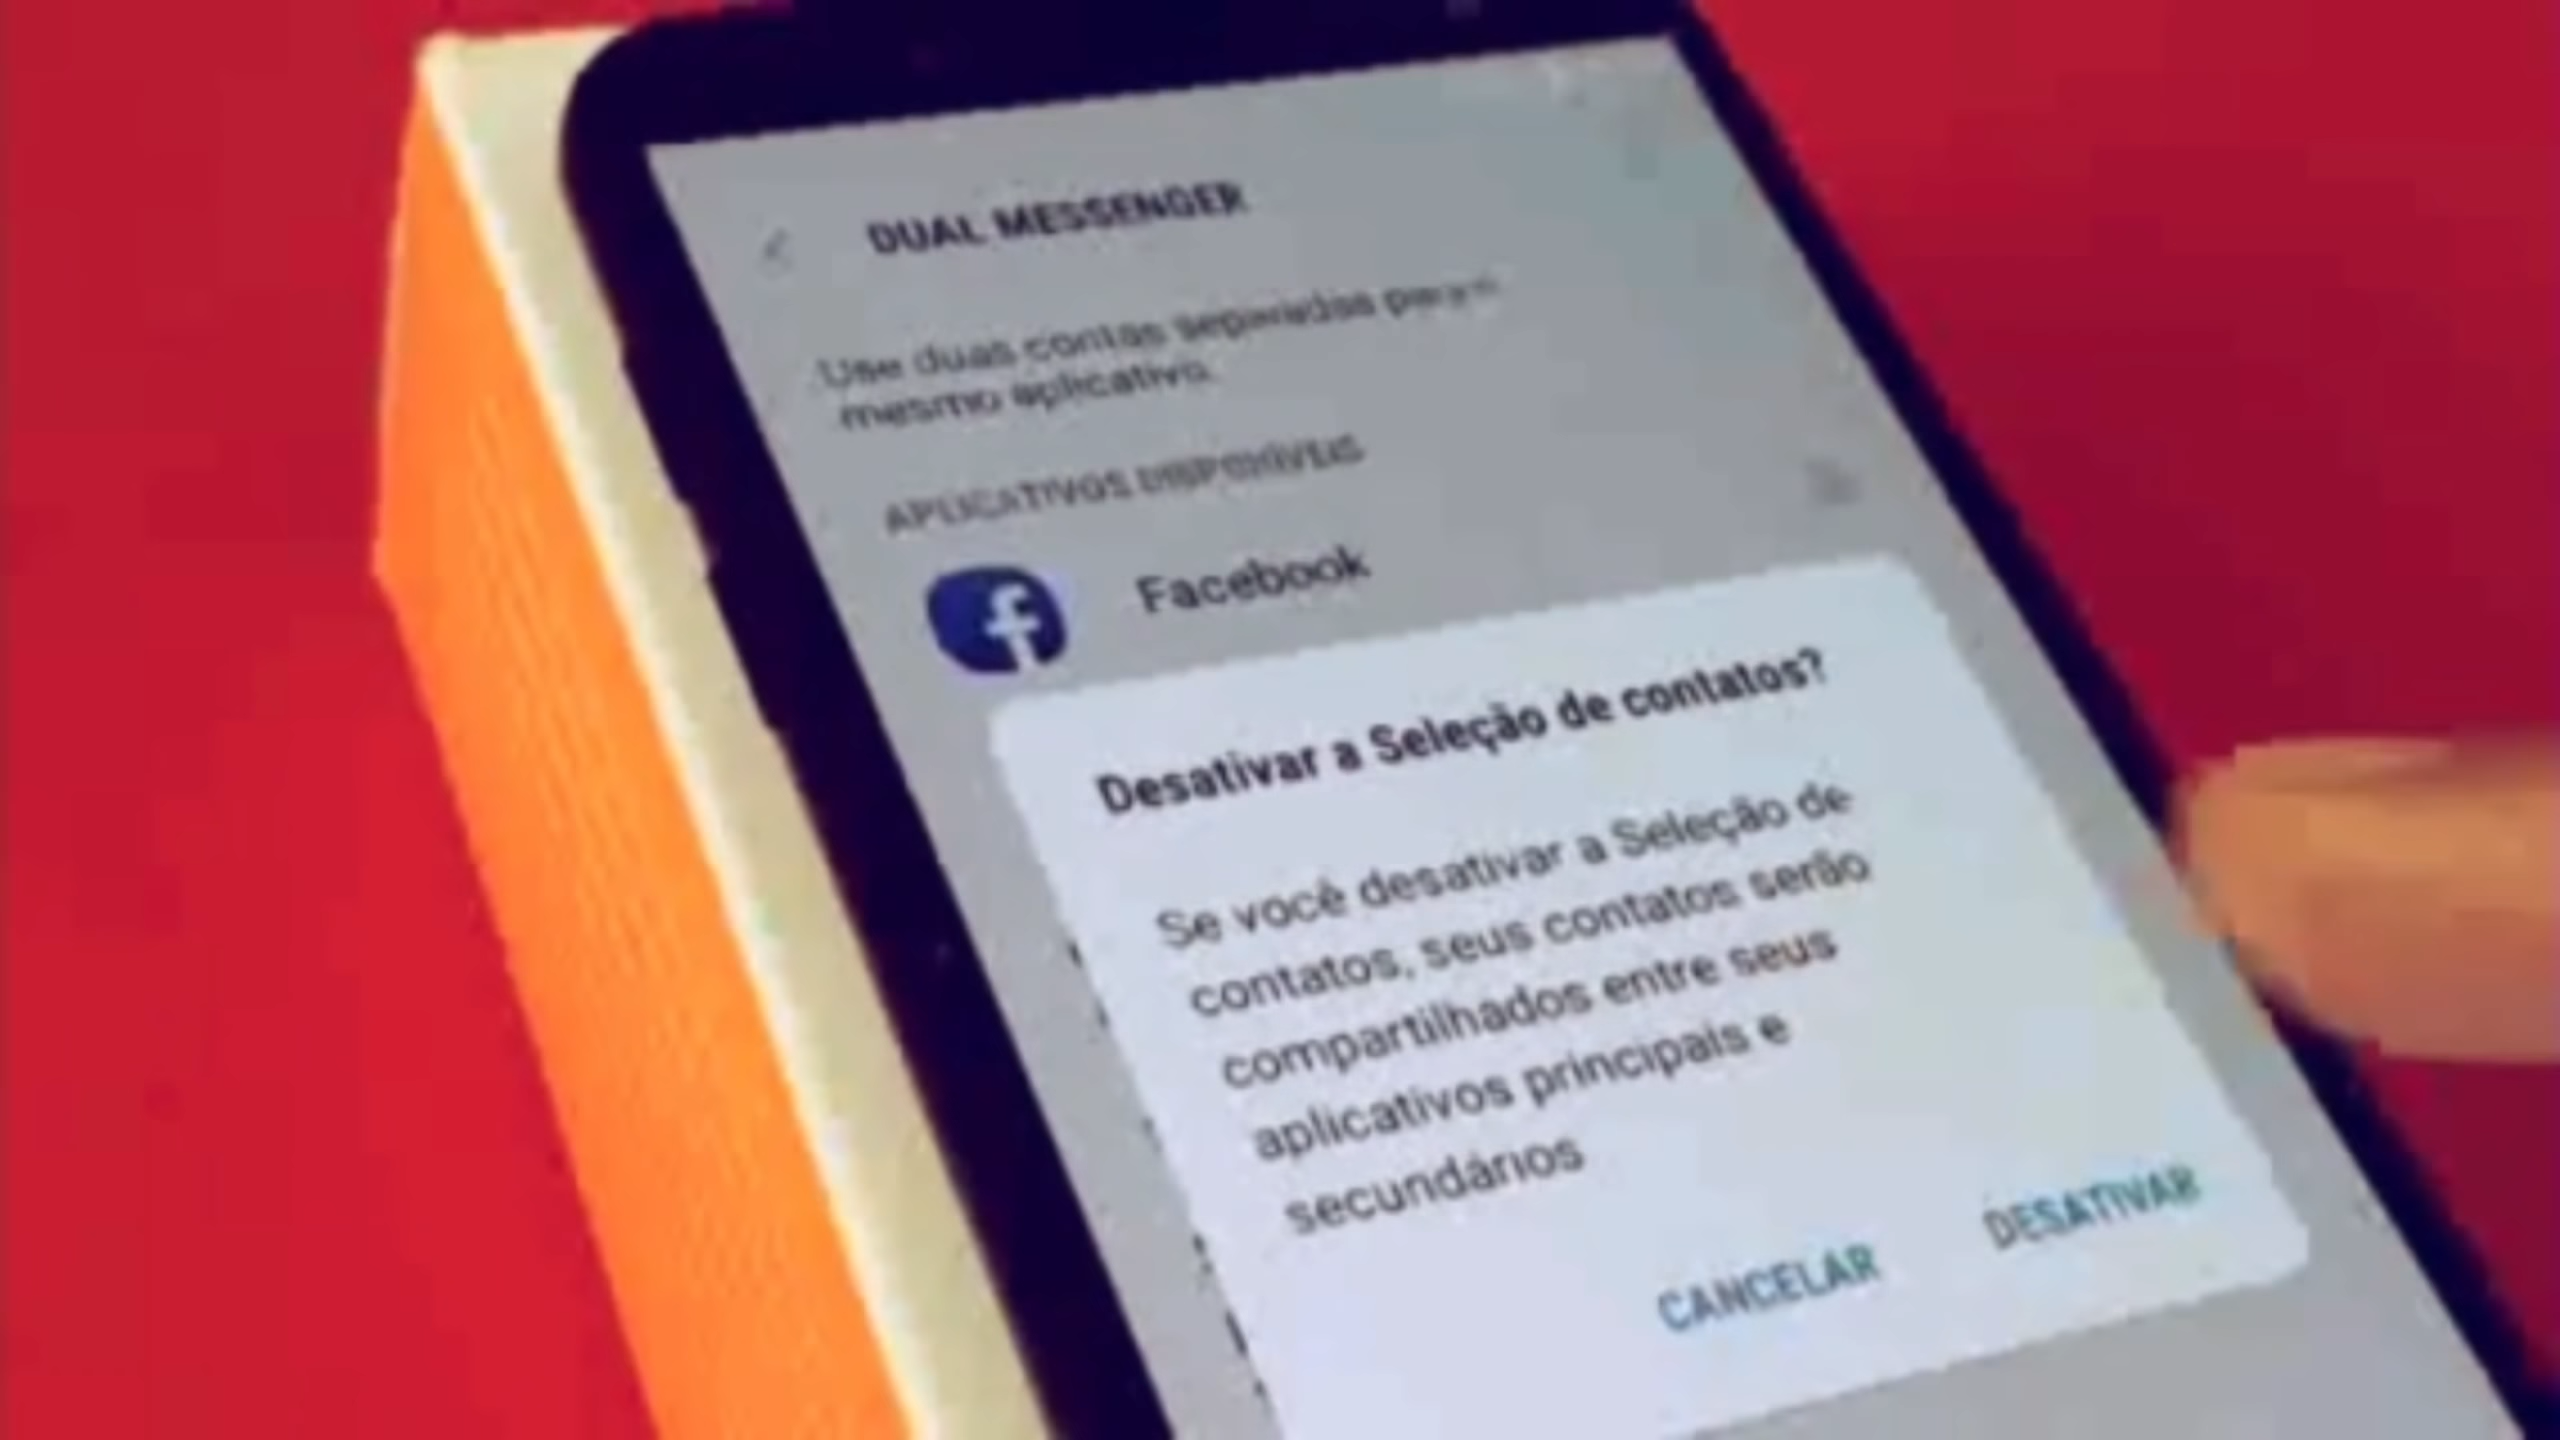 DUAL MESSENGER
Use duas contas separadas para o
mesmo aplicativo.
APLICATIVOS DISPONÍVEIS
Facebook
Desativar a Seleção de contatos?
Se você desativar a Seleção de
contatos, seus contatos serão
compartilhados entre seus
aplicativos principais e
secundários
CANCELAR
DESATIVAR